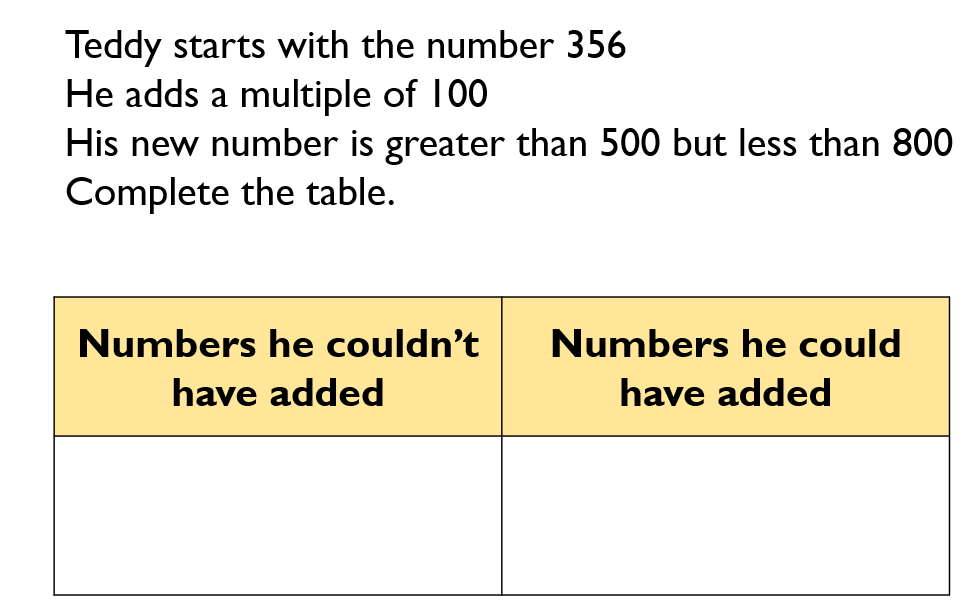 Teddy starts with the number 356
He adds a multiple of 100
His new number is greater than 500 but less than 800
Complete the table.
Numbers he couldn’t
have added
Numbers he could
have added